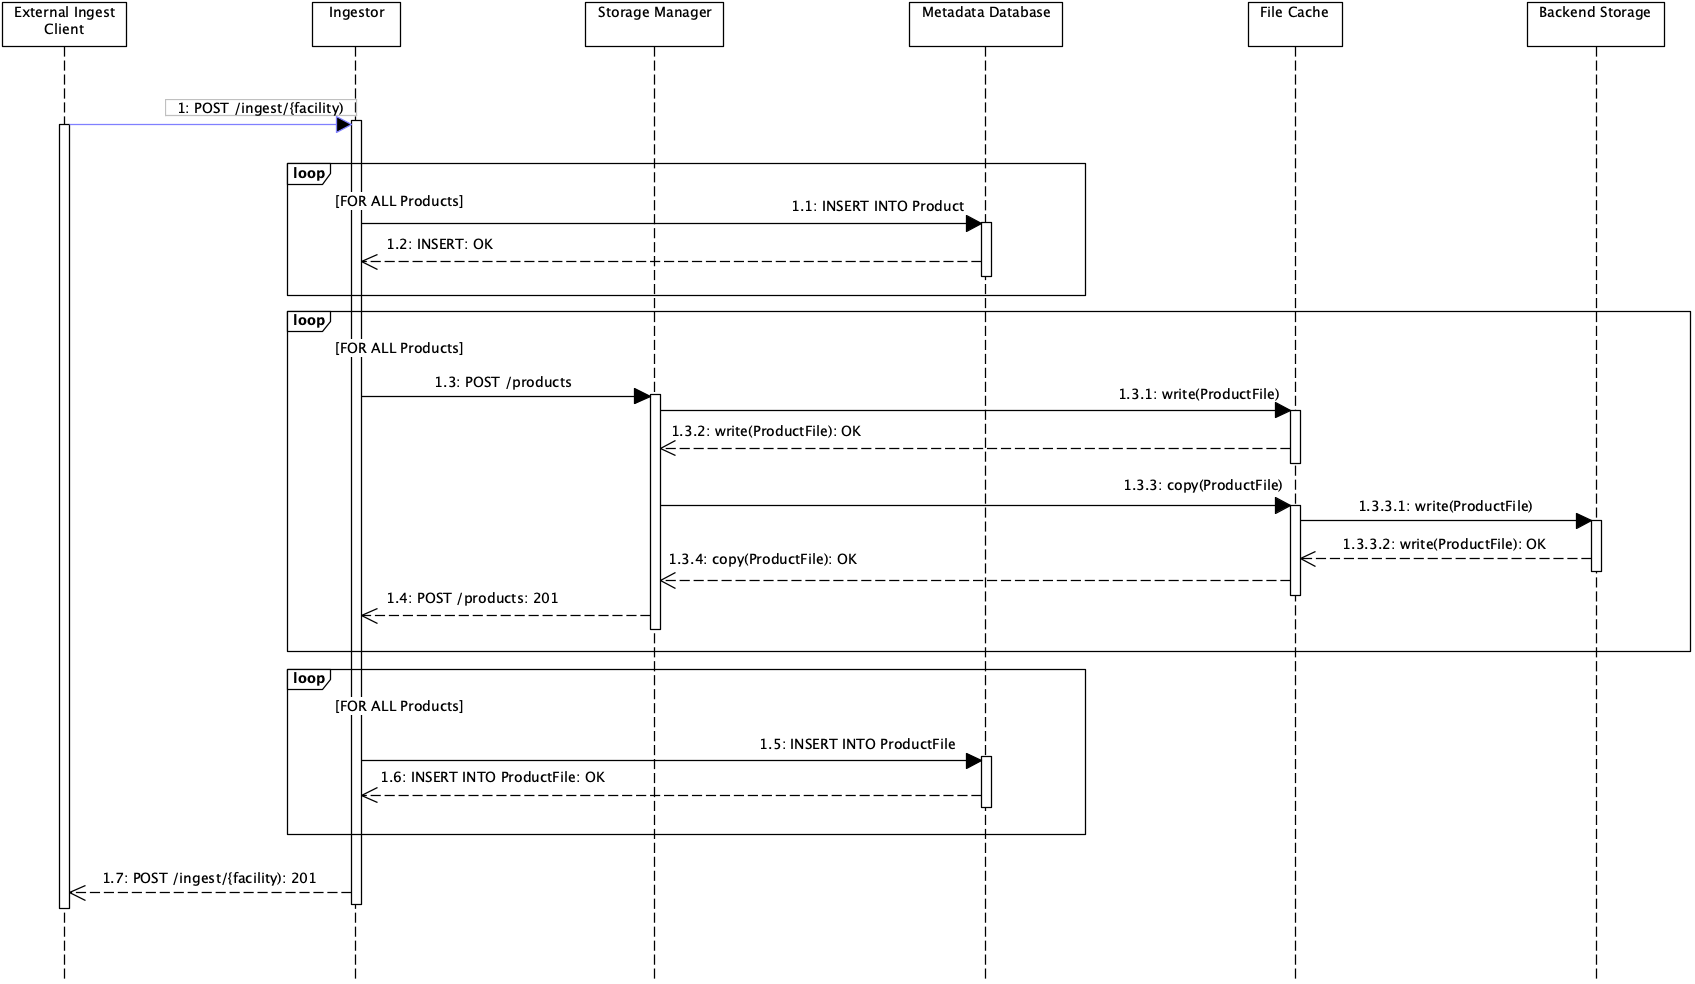 External Ingest
Client
Ingestor
Storage Manager
Metadata Database
File Cache
Backend Storage
1: POST /ingest/{facility)
loop
[FOR ALL Products]
1.1: INSERT INTO Product
1.2: INSERT: OK
loop
[FOR ALL Products]
1.3: POST /products
1.3.1: write(ProductFile)
1.3.2: write(ProductFile): OK
1.3.3: copy(ProductFile)
1.3.3.1: write(ProductFile)
1.3.3.2: write(ProductFile): OK
1.3.4: copy(ProductFile): OK
1.4: POST /products: 201
loop
[FOR ALL Products]
1.5: INSERT INTO ProductFile
1.6: INSERT INTO ProductFile: OK
1.7: POST /ingest/{facility): 201